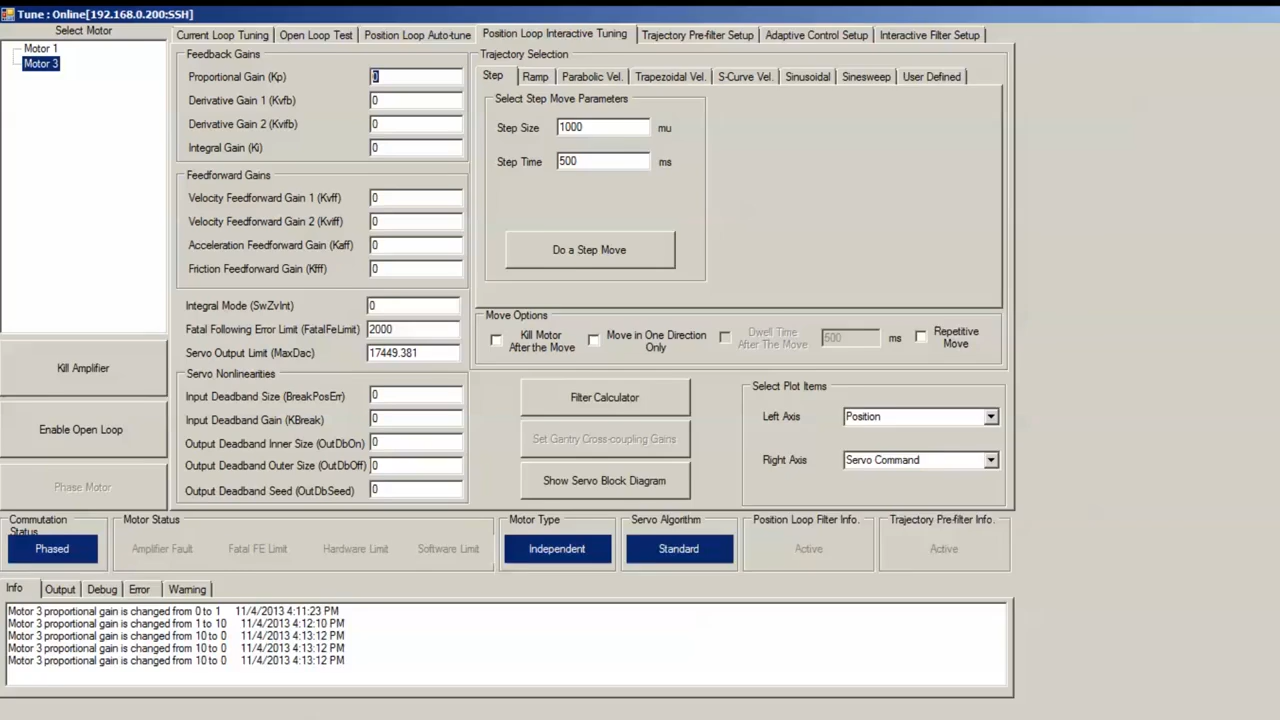 Tune : Online[192.168.0.200:SSH]
Select Motor
Motor 1
Motor 3
Kill Amplifier
Enable Open Loop
Phase Motor
Current Loop Tuning
Open Loop Test
Position Loop Auto-tune
Position Loop Interactive Tuning
Trajectory Pre-filter Setup
Adaptive Control Setup
Interactive Filter Setup
Feedback Gains
Proportional Gain (Kp) 0
Derivative Gain 1 (Kvfb) 0
Derivative Gain 2 (Kvifb) 0
Integral Gain (Ki) 0
Feedforward Gains
Velocity Feedforward Gain 1 (Kvff) 0
Velocity Feedforward Gain 2 (Kviff) 0
Acceleration Feedforward Gain (Kaff) 0
Friction Feedforward Gain (Kfff) 0
Integral Mode (SwZvInt) 0
Fatal Following Error Limit (FatalFeLimit) 2000
Servo Output Limit (MaxDac) 17449.381
Servo Nonlinearities
Input Deadband Size (BreakPosErr) 0
Input Deadband Gain (KBreak) 0
Output Deadband Inner Size (OutDbOn) 0
Output Deadband Outer Size (OutDbOff) 0
Output Deadband Seed (OutDbSeed) 0
Trajectory Selection
Step
Ramp
Parabolic Vel.
Trapezoidal Vel.
S-Curve Vel.
Sinusoidal
Sinesweep
User Defined
Select Step Move Parameters
Step Size 1000 mu
Step Time 500 ms
Do a Step Move
Move Options
Kill Motor
After the Move
Move in One Direction
Only
Dwell Time
After The Move
500 ms
Repetitive
Move
Filter Calculator
Set Gantry Cross-coupling Gains
Show Servo Block Diagram
Select Plot Items
Left Axis Position
Right Axis Servo Command
Commutation
Status
Phased
Motor Status
Amplifier Fault
Fatal FE Limit
Hardware Limit
Software Limit
Motor Type
Independent
Servo Algorithm
Standard
Position Loop Filter Info.
Active
Trajectory Pre-filter Info.
Active
Info
Output
Debug
Error
Warning
Motor 3 proportional gain is changed from 0 to 1 11/4/2013 4:11:23 PM
Motor 3 proportional gain is changed from 1 to 10 11/4/2013 4:12:10 PM
Motor 3 proportional gain is changed from 10 to 0 11/4/2013 4:13:12 PM
Motor 3 proportional gain is changed from 10 to 0 11/4/2013 4:13:12 PM
Motor 3 proportional gain is changed from 10 to 0 11/4/2013 4:13:12 PM